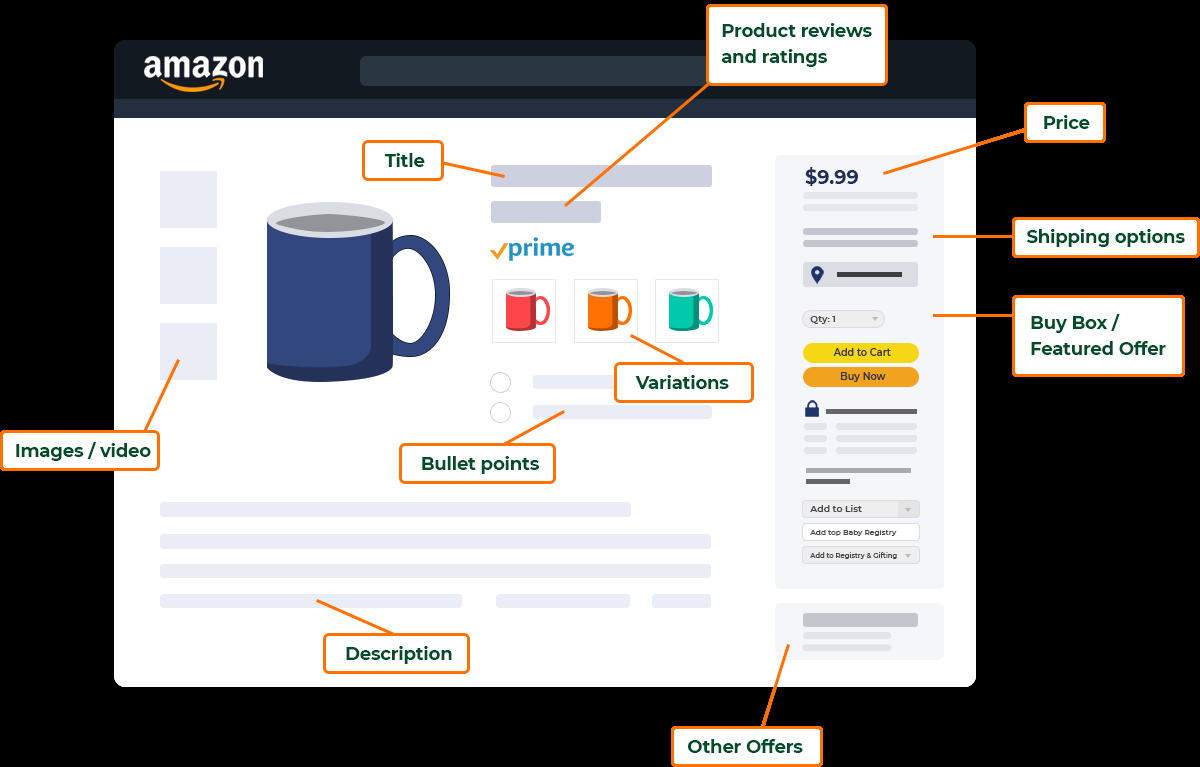 Product reviews
and ratings
amazon
Price
Title
$9.99
Shipping options
prime
Qty: 1
Buy Box /
Featured Offer
Add to Cart
Buy Now
Variations
Images / video
Bullet points
Add to List
Add top Baby Registry
Add to Registry & Gifting
Description
Other Offers